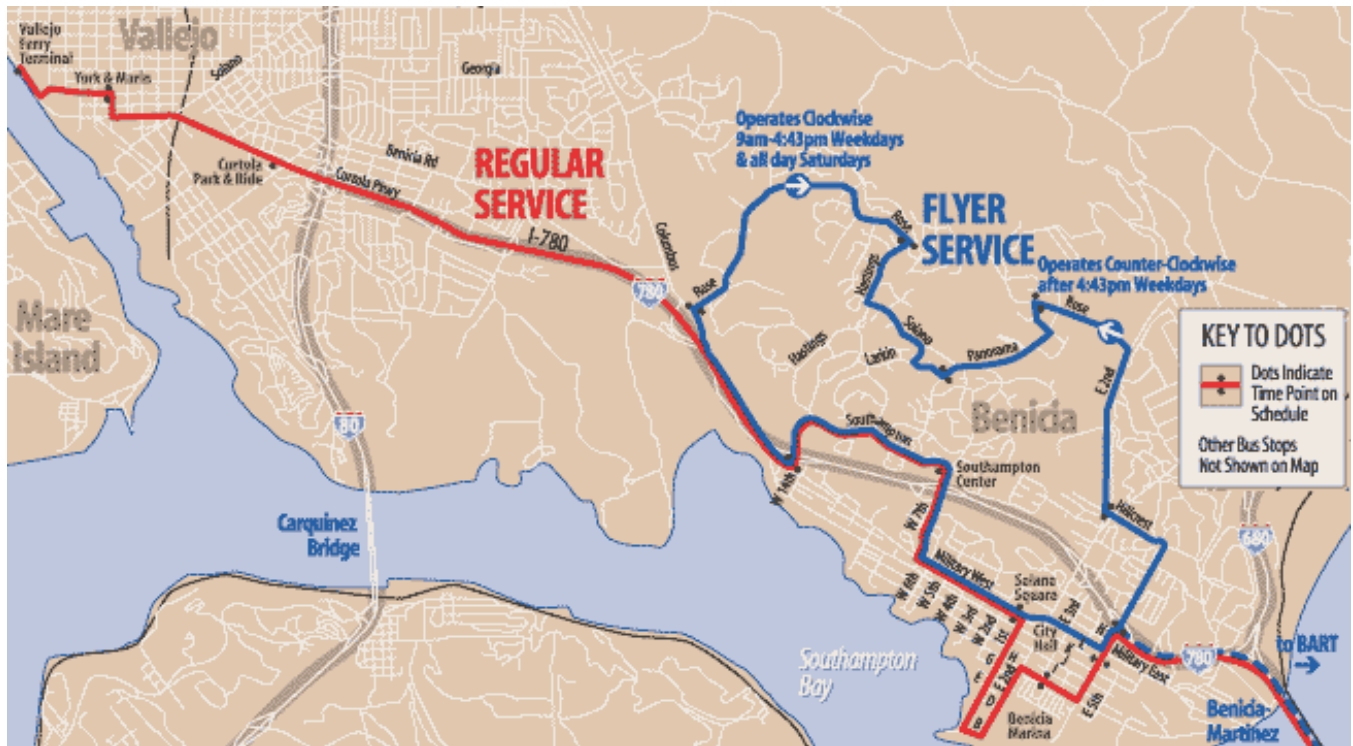 Vallejo
Ferry
Terminal
Vallejo
York & Marin
Solano
Georgia
Curtola
Park & Ride
Benicia Rd
Curtola Pkwy
REGULAR
SERVICE
I-780
Columbus
780
Operates Clockwise
9am-4:43pm Weekdays
& all day Saturdays
FLYER
SERVICE
Rose
Hastings
Operates Counter-Clockwise
after 4:43pm Weekdays
Rose
Rose
Mare
Island
Hastings
Solano
Larkin
Panorama
E 2nd
KEY TO DOTS
Dots Indicate
Time Point on
Schedule
Other Bus Stops
Not Shown on Map
80
Benicia
Southampton
Southampton
Center
W 14th
W 7th
Hillcrest
680
Carquinez
Bridge
Military West
Solano
Square
W 6th
W 5th
W 4th
W 3rd
W 2nd
1st
City
Hall
E 3rd
Military East
E 2nd
E 5th
H
G
F
E
D
B
J
K
L
Southampton
Bay
Benicia
Marina
780
to BART
Benicia-
Martinez